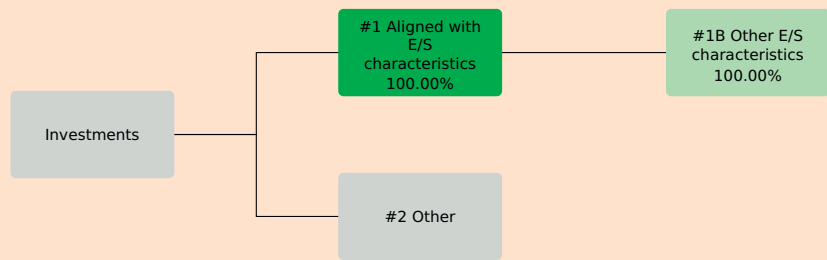 #1 Aligned with
E/S
characteristics
100.00%
#1B Other E/S
characteristics
100.00%
Investments
#2 Other